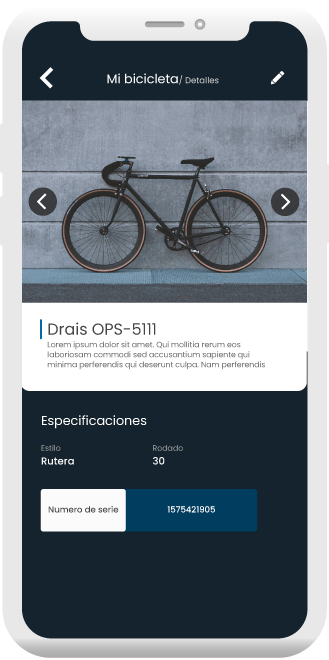 Mi bicicleta/ Detalles
Drais OPS-5111
Lorem ipsum dolor sit amet. Qui mollitia rerum eos
laboriosam commodi sed accusantium sapiente qui
minima perferendis qui deserunt culpa. Nam perferendis
Especificaciones
Estilo Rodado
Rutera 30
Numero de serie 1575421905